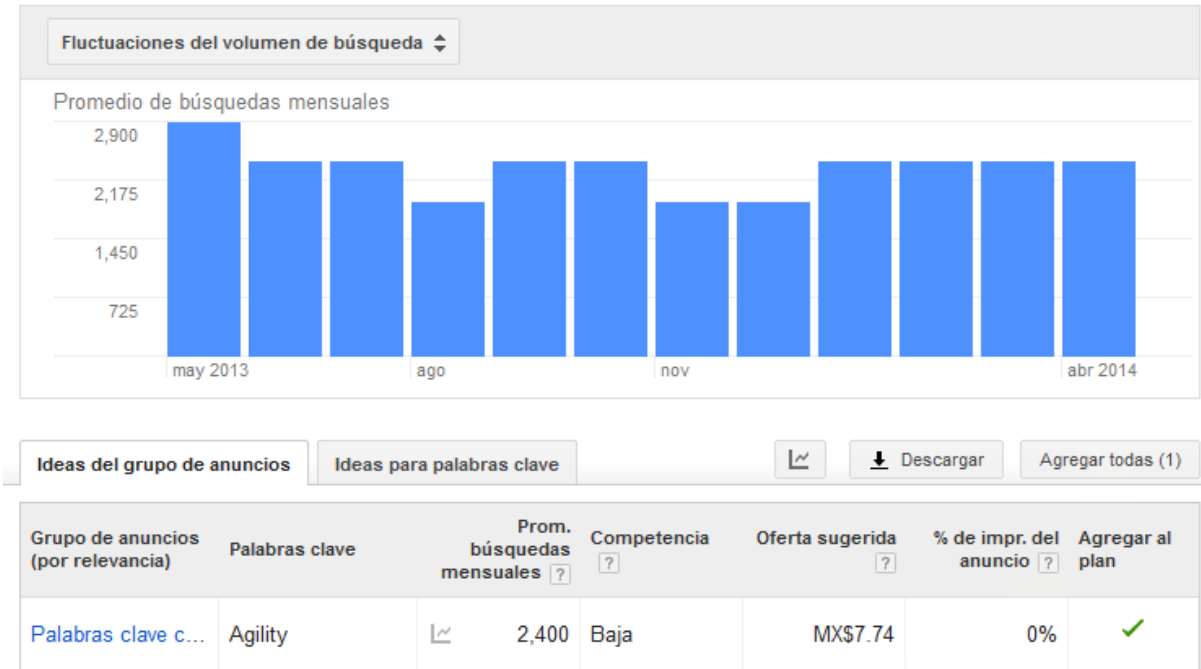 Fluctuaciones del volumen de búsqueda
Promedio de búsquedas mensuales
2,900
2,175
1,450
725
may 2013 ago nov abr 2014
Ideas del grupo de anuncios Ideas para palabras clave Descargar Agregar todas (1)
Grupo de anuncios
(por relevancia)
Palabras clave
Prom.
búsquedas
mensuales ?
Competencia
?
Oferta sugerida
?
% de impr. del
anuncio ?
Agregar al
plan
Palabras clave c... Agility 2,400 Baja MX$7.74 0%